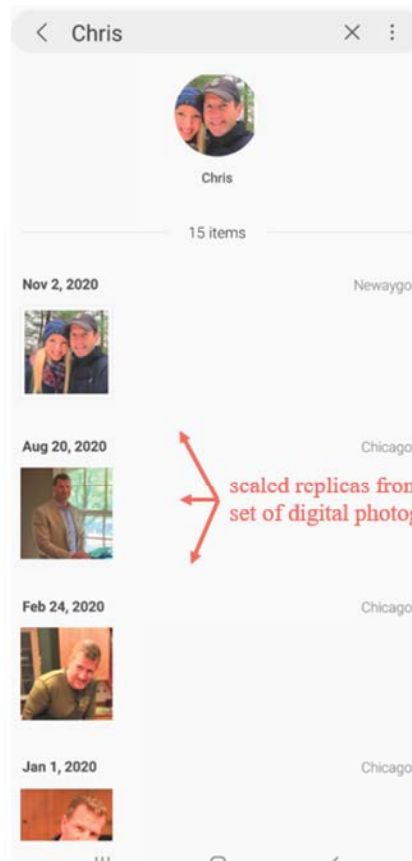 Chris
Chris
15 items
Nov 2, 2020 Newaygo
Aug 20, 2020 Chicago
scaled replicas from
set of digital photog
Feb 24, 2020 Chicago
Jan 1, 2020 Chicago